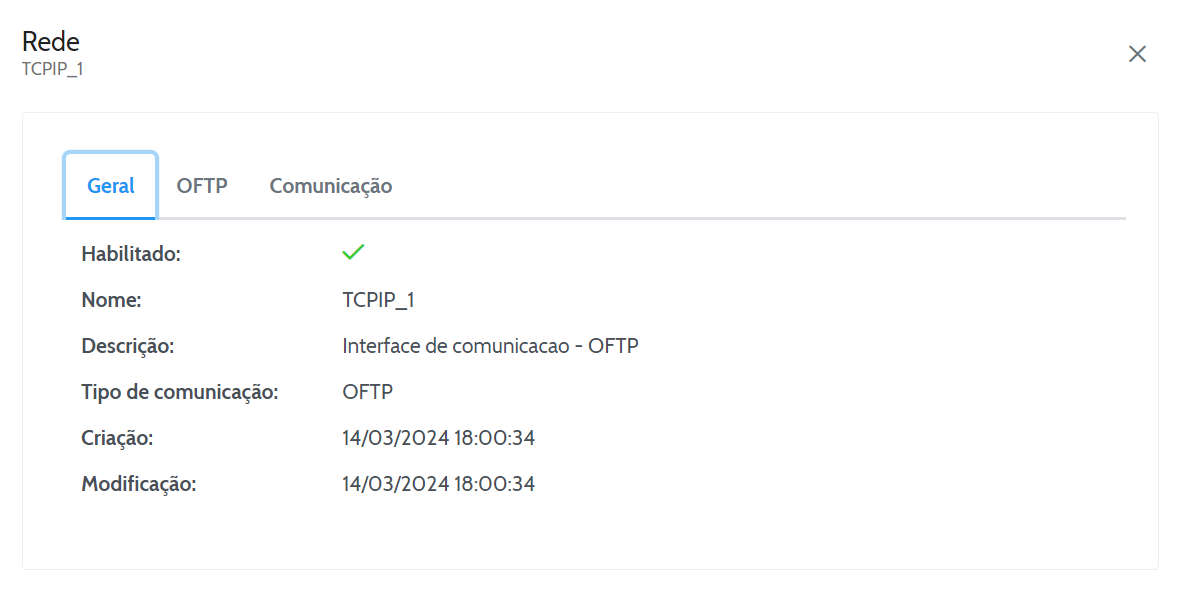 Rede
TCPIP_1
Geral OFTP Comunicação
Habilitado:
Nome: TCPIP_1
Descrição: Interface de comunicacao - OFTP
Tipo de comunicação: OFTP
Criação: 14/03/2024 18:00:34
Modificação: 14/03/2024 18:00:34